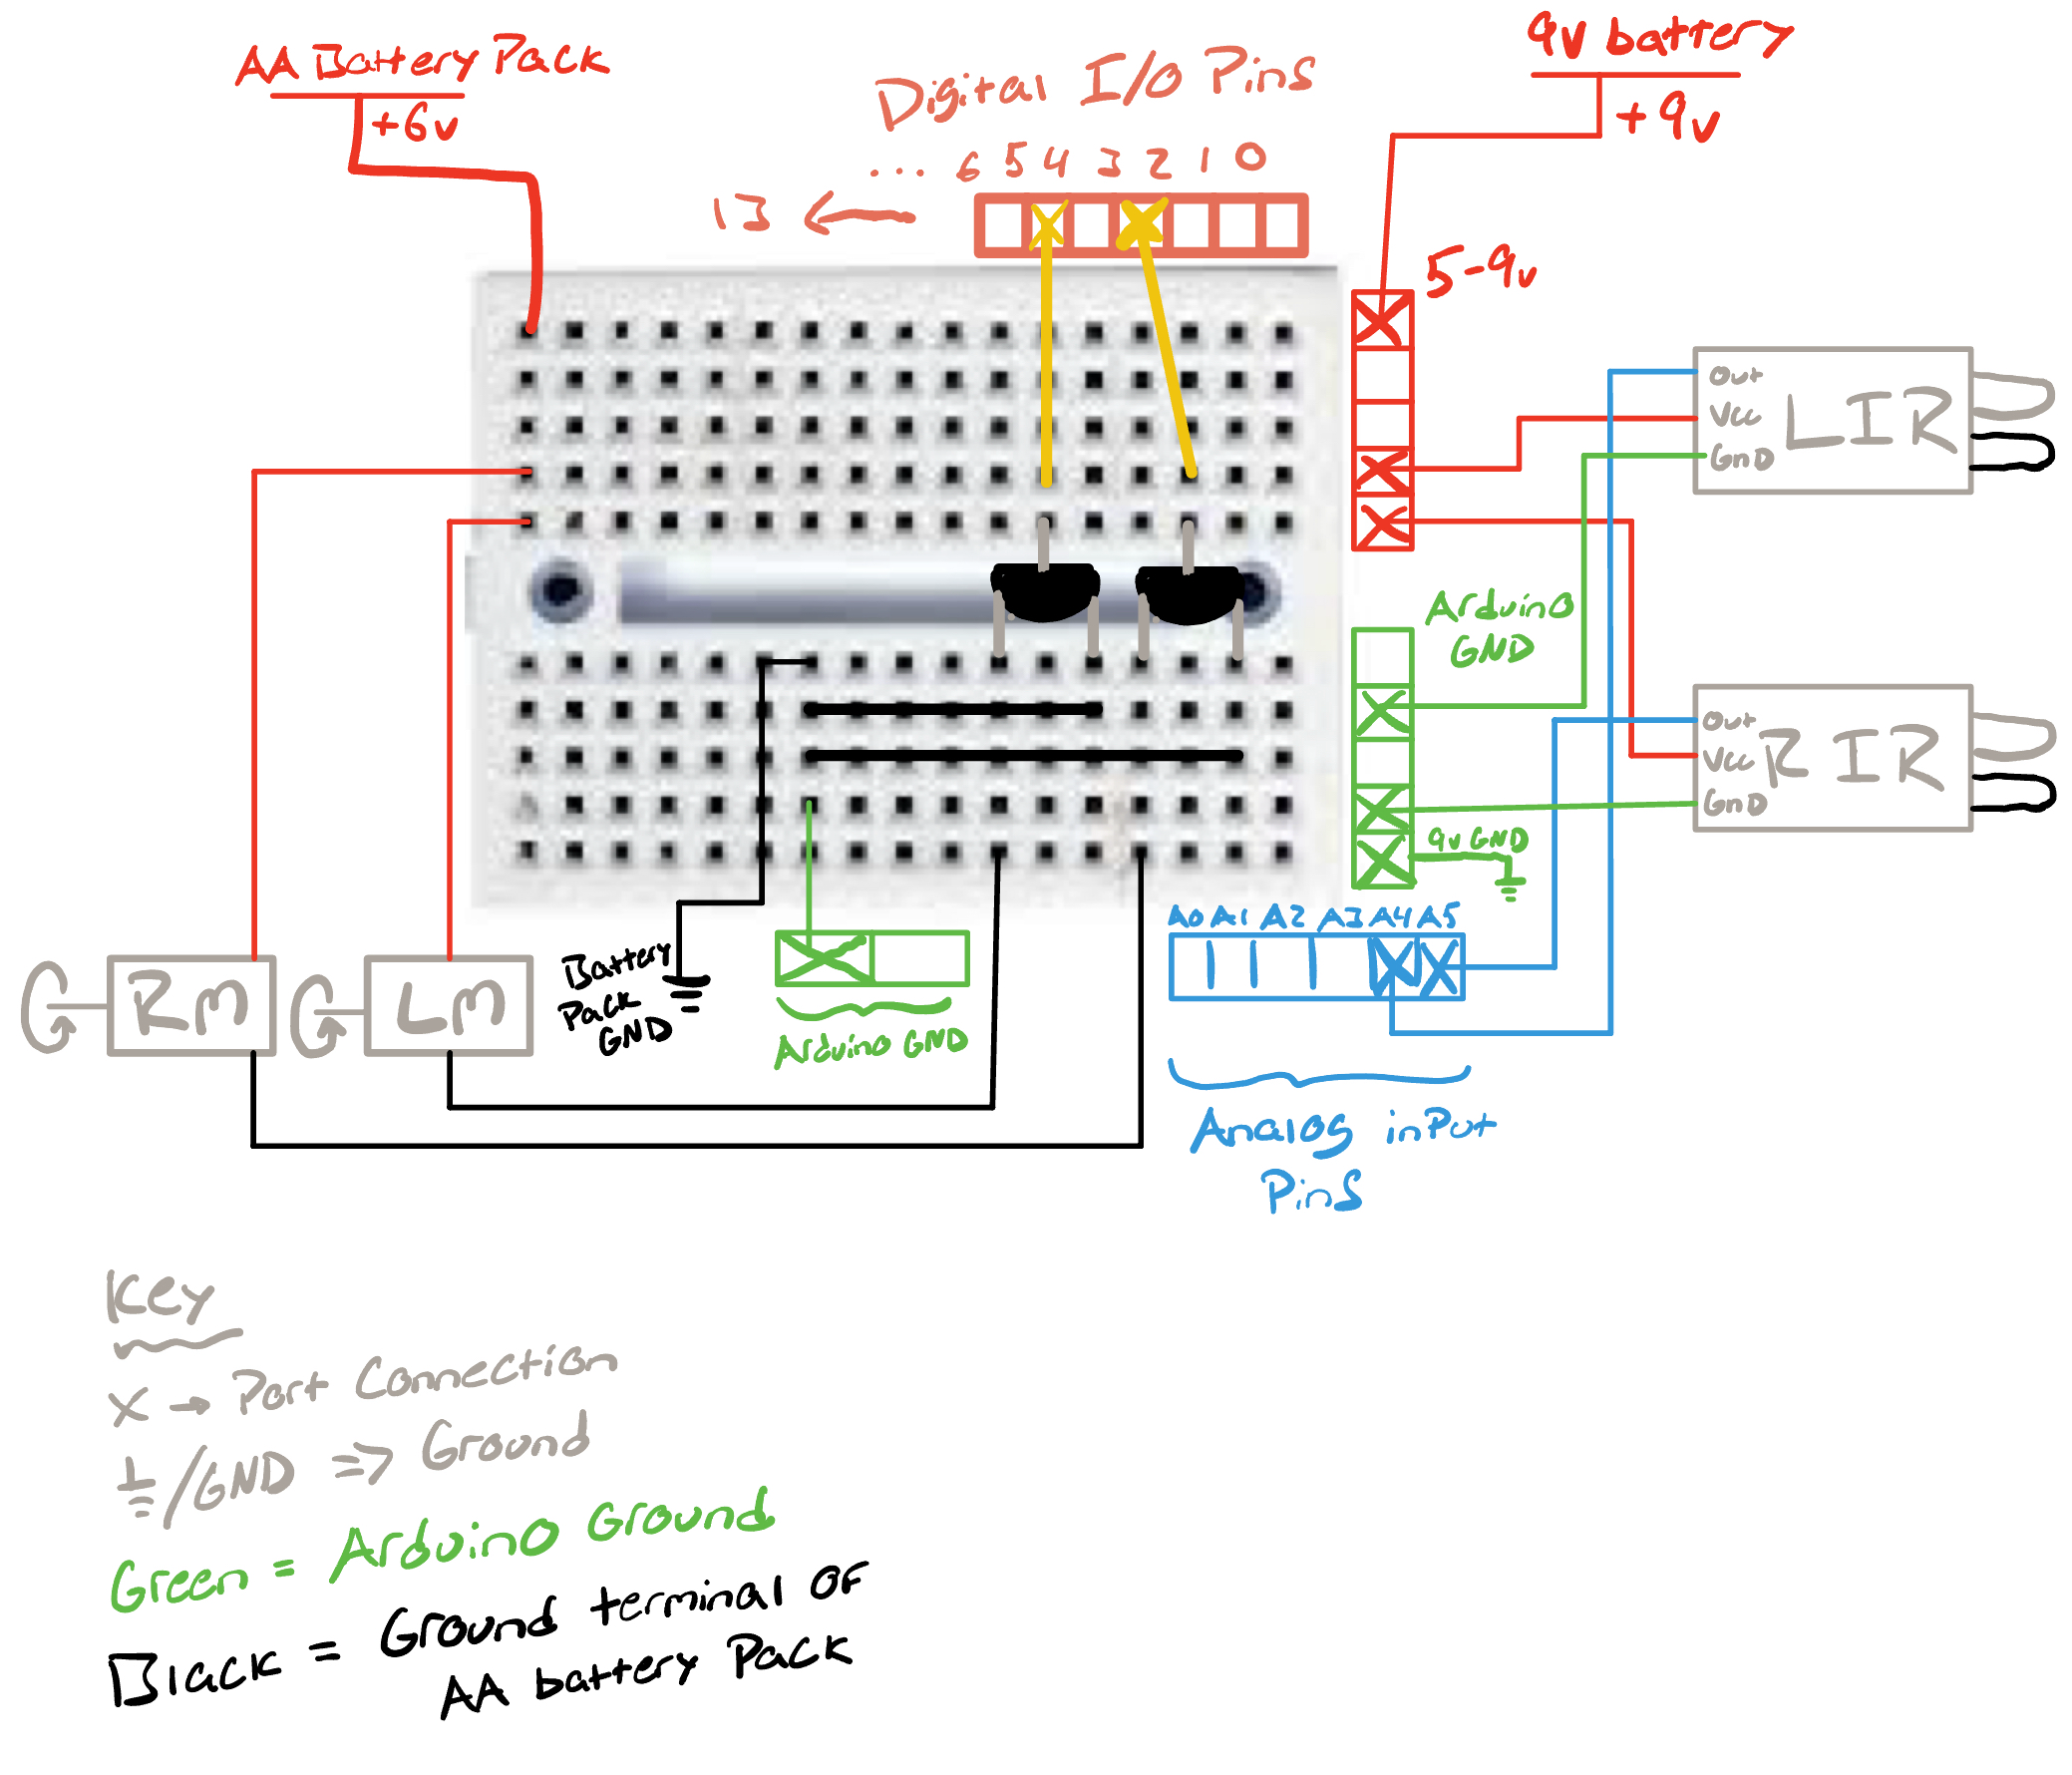 AA Battery Pack
+6v
Digital I/O Pins
... 6 5 4 3 2 1 0
13 ←
9v battery
+9v
5-9v
Out
Vcc
GND
LIR
Arduino
GND
Out
Vcc
GnD
RIR
9v GND
A0 A1 A2 A3 A4 A5
Analog input
Pins
RM
LM
Battery
Pack
GND
Arduino GND
Key
X → Port Connection
⏚/GND => Ground
Green = Arduino Ground
Black = Ground terminal OF
AA battery Pack